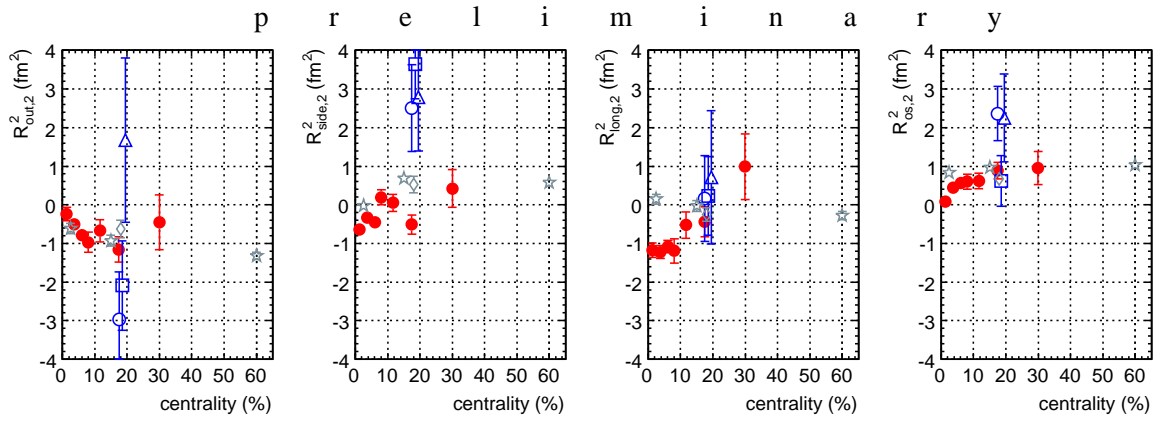 p r e l i m i n a r y
R²out,2 (fm²) R²side,2 (fm²) R²long,2 (fm²) R²os,2 (fm²)
4 4 4 4
3 3 3 3
2 2 2 2
1 1 1 1
0 0 0 0
-1 -1 -1 -1
-2 -2 -2 -2
-3 -3 -3 -3
-4 -4 -4 -4
0 10 20 30 40 50 60 0 10 20 30 40 50 60 0 10 20 30 40 50 60 0 10 20 30 40 50 60
centrality (%) centrality (%) centrality (%) centrality (%)